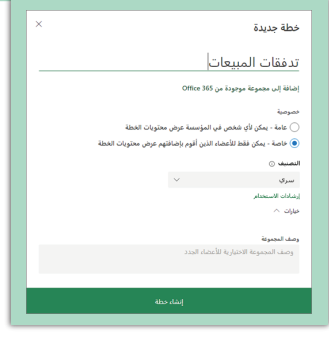 خطة جديدة
تدفقات المبيعات
إضافة إلى مجموعة موجودة من Office 365
خصوصية
عامة - يمكن لأي شخص في المؤسسة عرض محتويات الخطة
خاصة - يمكن فقط للأعضاء الذين أقوم بإضافتهم عرض محتويات الخطة
التصنيف
سري
إرشادات الاستخدام
خيارات
وصف المجموعة
وصف المجموعة الاختيارية للأعضاء الجدد
إنشاء خطة